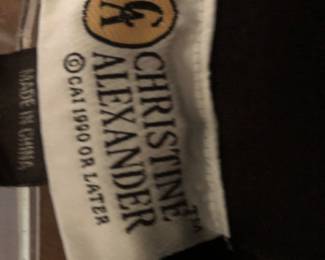 CA
CHRISTINE
ALEXANDER™
©CAI 1990 OR LATER
MADE IN CHINA